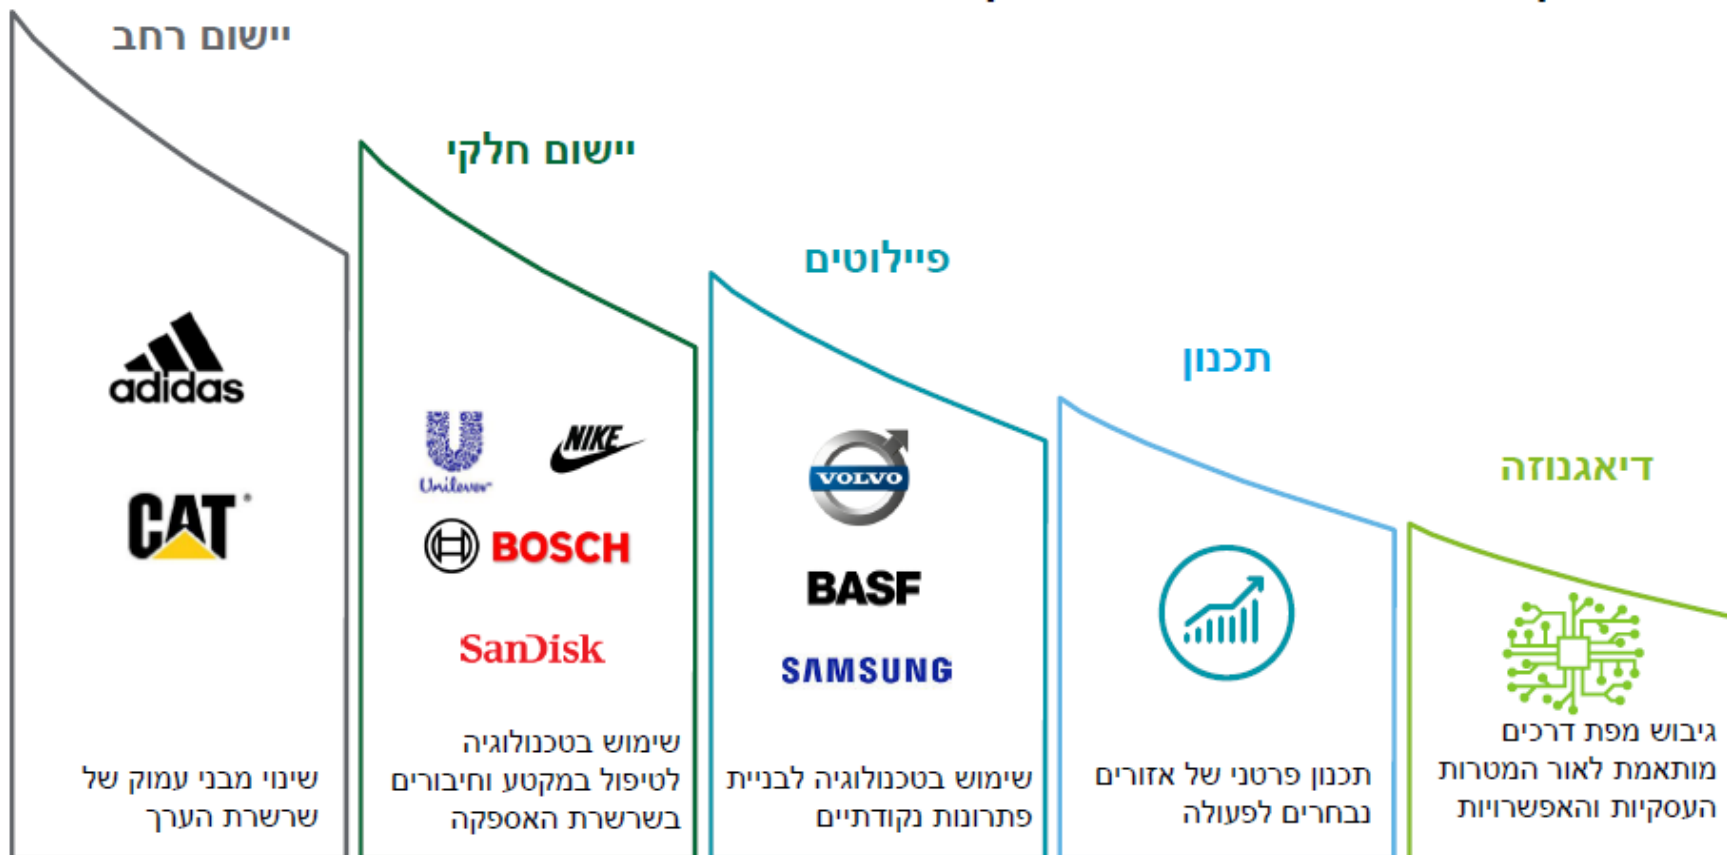 יישום רחב
יישום חלקי
פיילוטים
תכנון
דיאגנוזה
adidas
CAT
Unilever
NIKE
BOSCH
SanDisk
VOLVO
BASF
SAMSUNG
גיבוש מפת דרכים
מותאמת לאור המטרות
העסקיות והאפשרויות
תכנון פרטני של אזורים
נבחרים לפעולה
שימוש בטכנולוגיה לבניית
פתרונות נקודתיים
שימוש בטכנולוגיה
לטיפול במקטע וחיבורים
בשרשרת האספקה
שינוי מבני עמוק של
שרשרת הערך